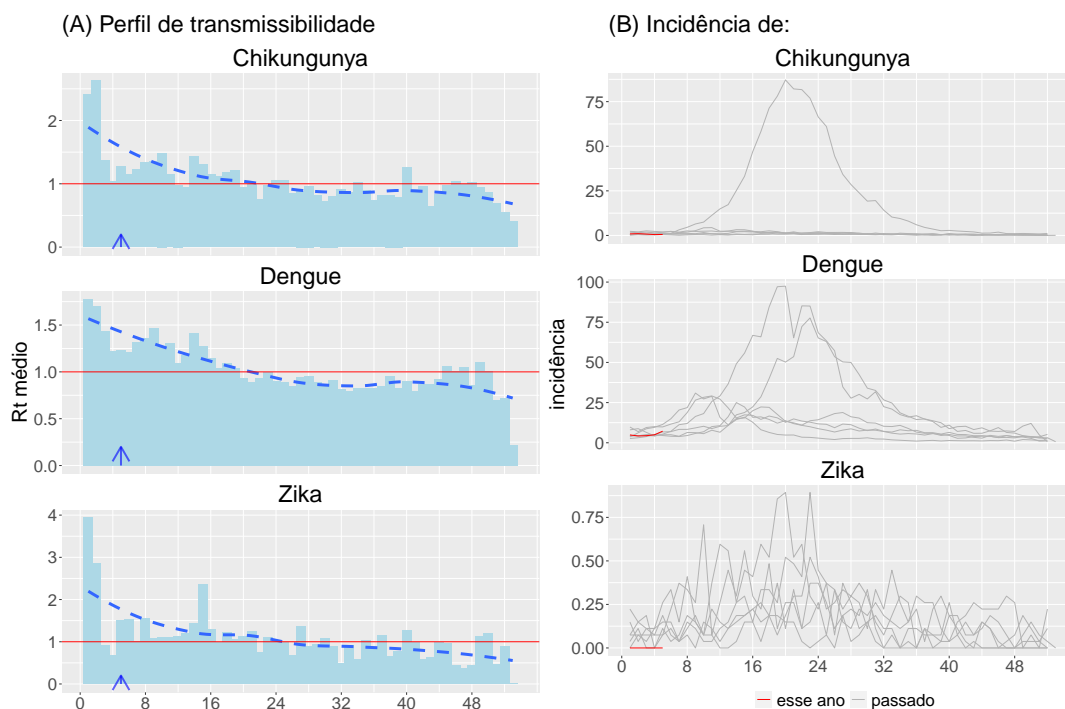 (A) Perfil de transmissibilidade
Chikungunya
2
1
0
Dengue
1.5
1.0
0.5
0.0
Rt médio
Zika
4
3
2
1
0
0 8 16 24 32 40 48
(B) Incidência de:
Chikungunya
75
50
25
0
Dengue
100
75
50
25
0
incidência
Zika
0.75
0.50
0.25
0.00
0 8 16 24 32 40 48
esse ano passado